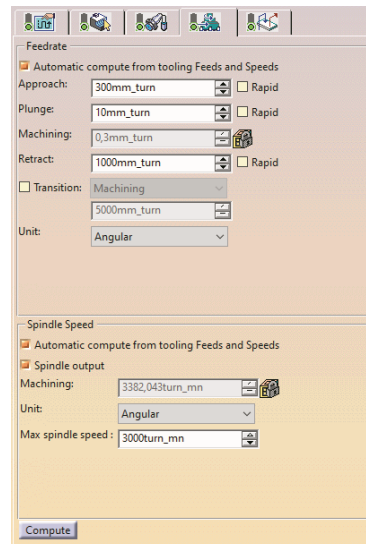 Feedrate
Automatic compute from tooling Feeds and Speeds
Approach: 300mm_turn Rapid
Plunge: 10mm_turn Rapid
Machining: 0,3mm_turn
Retract: 1000mm_turn Rapid
Transition: Machining
5000mm_turn
Unit: Angular
Spindle Speed
Automatic compute from tooling Feeds and Speeds
Spindle output
Machining: 3382,043turn_mn
Unit: Angular
Max spindle speed : 3000turn_mn
Compute